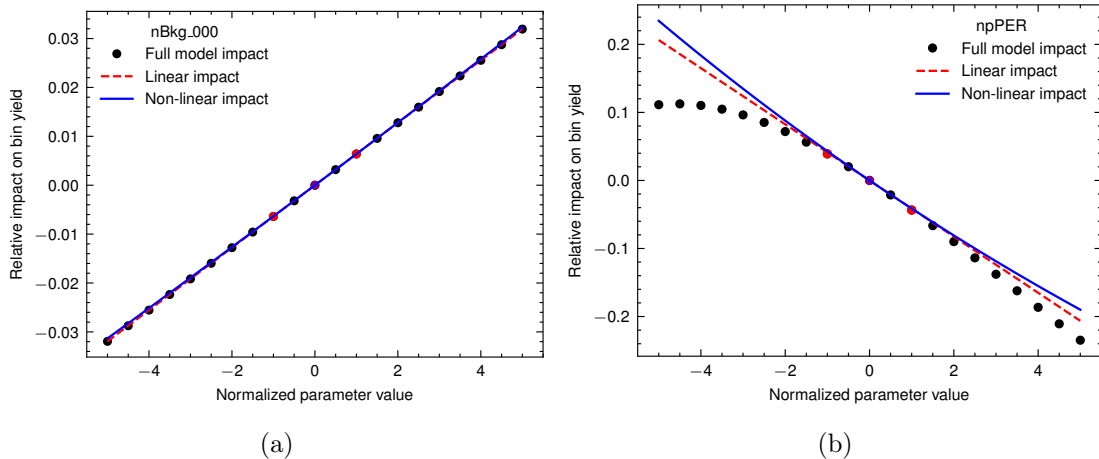 nBkg_000
Full model impact
Linear impact
Non-linear impact
0.03
0.02
0.01
0.00
−0.01
−0.02
−0.03
Relative impact on bin yield
−4
−2
0
2
4
Normalized parameter value
(a)
npPER
Full model impact
Linear impact
Non-linear impact
0.2
0.1
0.0
−0.1
−0.2
Relative impact on bin yield
−4
−2
0
2
4
Normalized parameter value
(b)